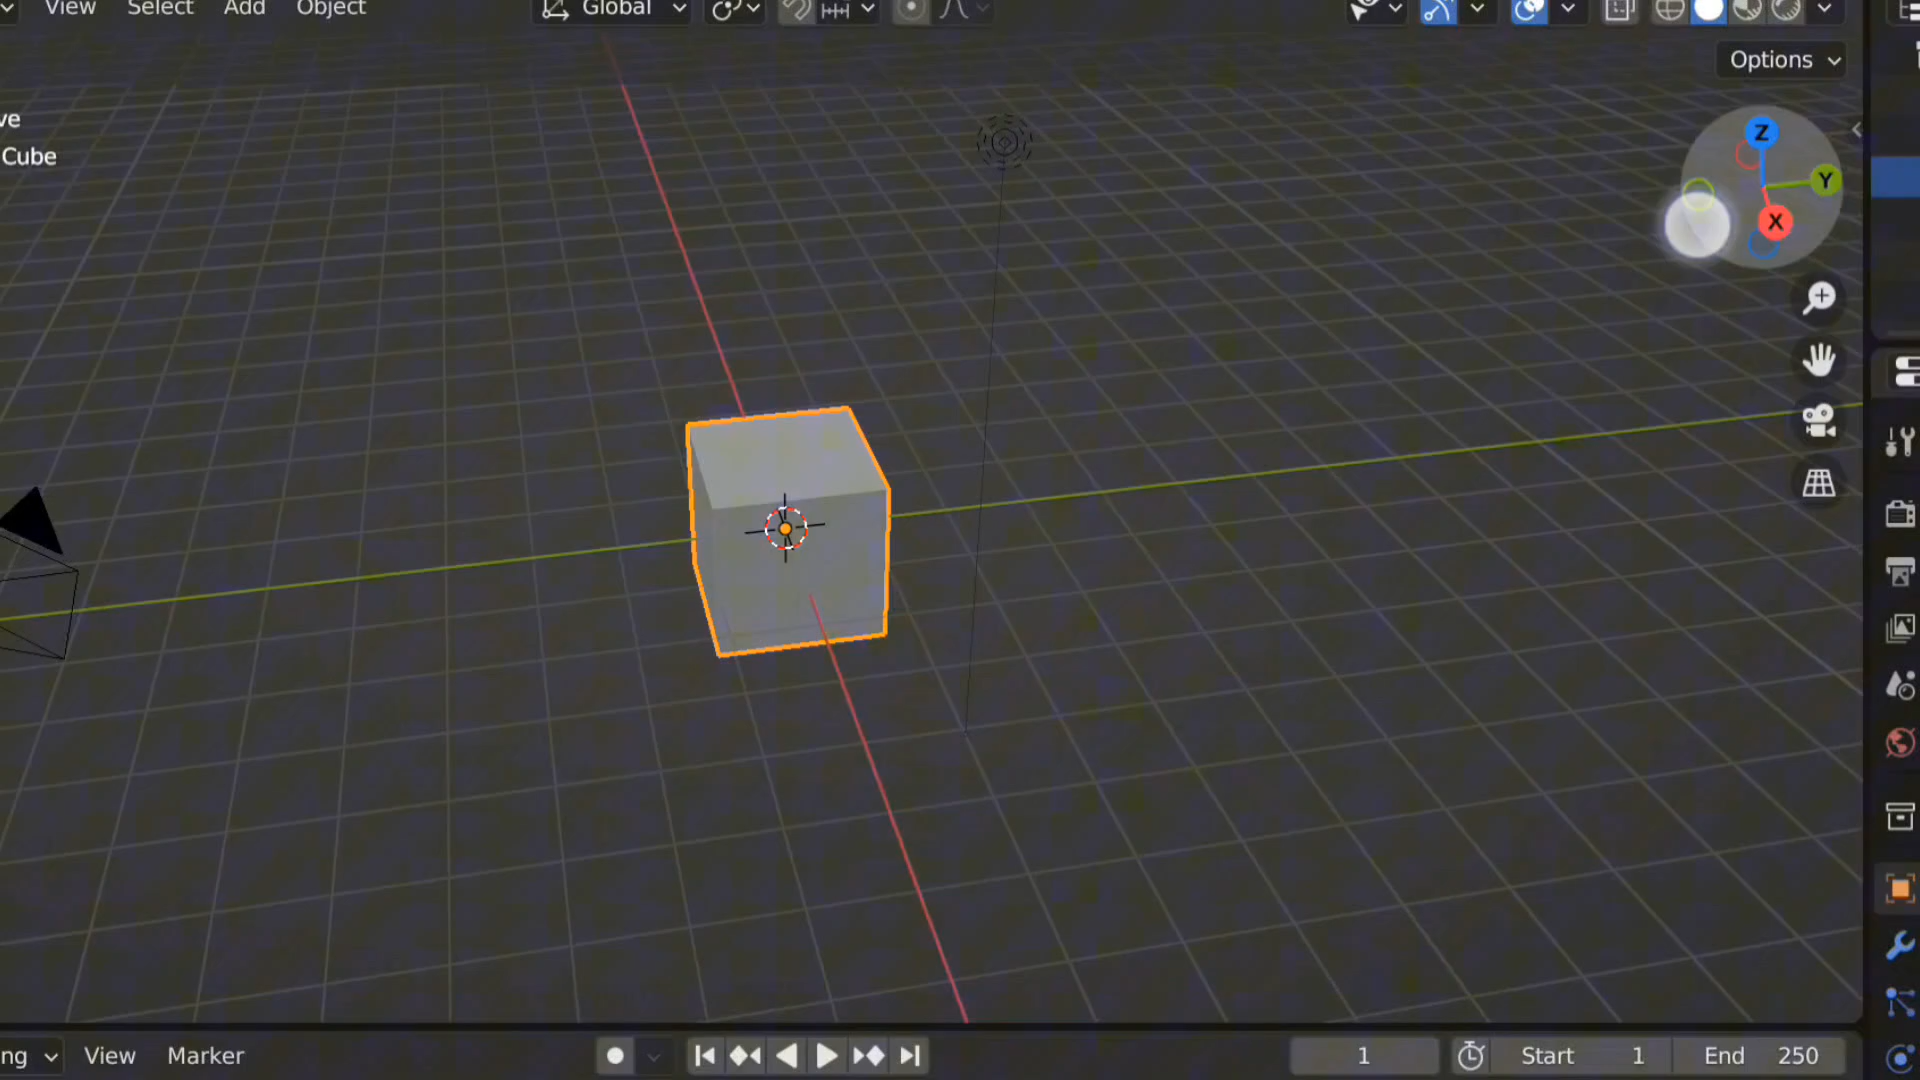 View Select Add Object Global
Options
ve
Cube
Z
Y
X
ng View Marker 1 Start 1 End 250